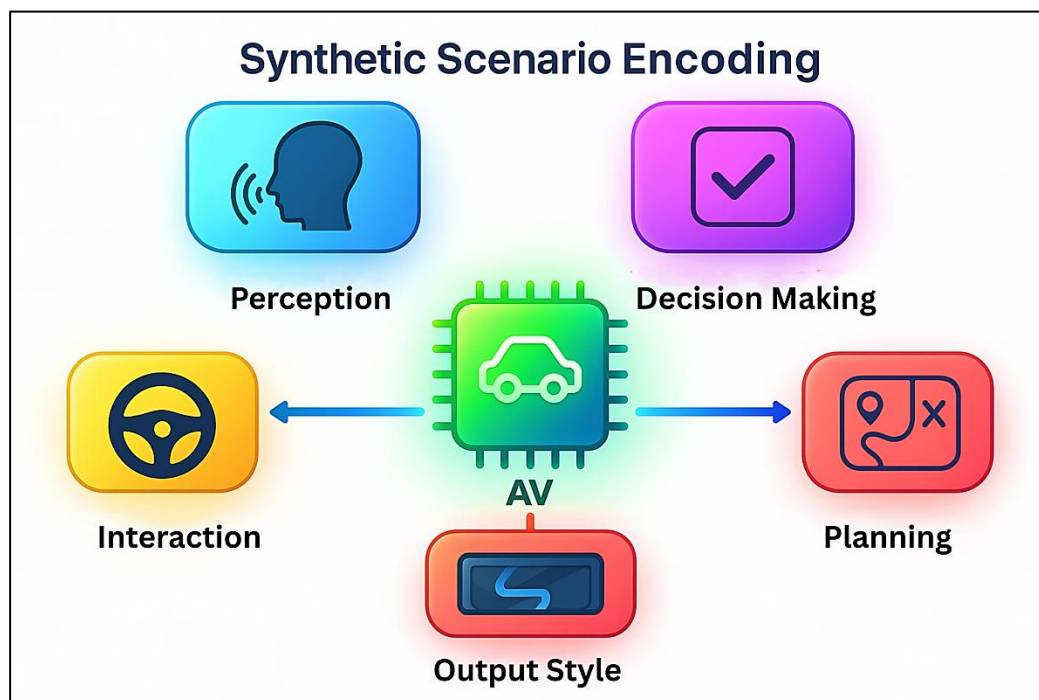 Synthetic Scenario Encoding
Perception
Decision Making
AV
Interaction
Planning
Output Style